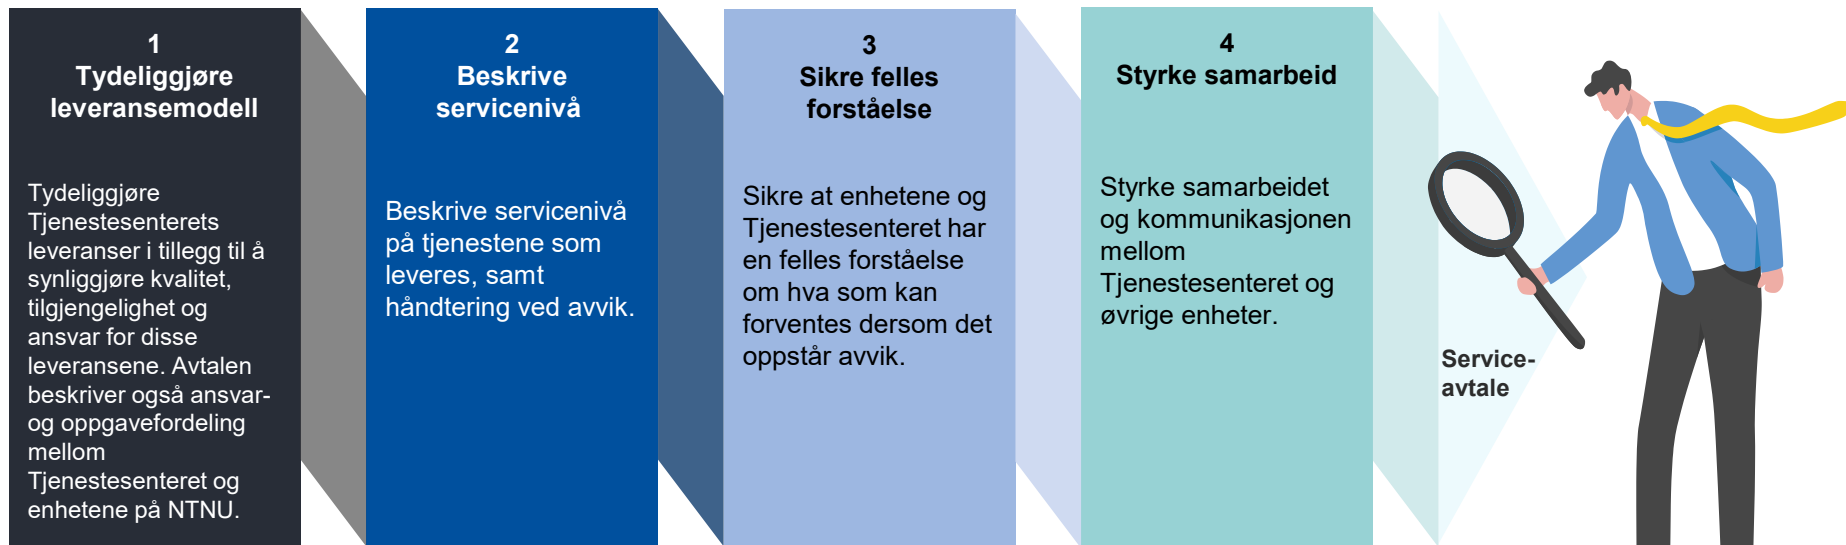 1
Tydeliggjøre
leveransemodell
Tydeliggjøre
Tjenestesenterets
leveranser i tillegg til å
synliggjøre kvalitet,
tilgjengelighet og
ansvar for disse
leveransene. Avtalen
beskriver også ansvar-
og oppgavefordeling
mellom
Tjenestesenteret og
enhetene på NTNU.
2
Beskrive
servicenivå
Beskrive servicenivå
på tjenestene som
leveres, samt
håndtering ved avvik.
3
Sikre felles
forståelse
Sikre at enhetene og
Tjenestesenteret har
en felles forståelse
om hva som kan
forventes dersom det
oppstår avvik.
4
Styrke samarbeid
Styrke samarbeidet
og kommunikasjonen
mellom
Tjenestesenteret og
øvrige enheter.
Service-
avtale